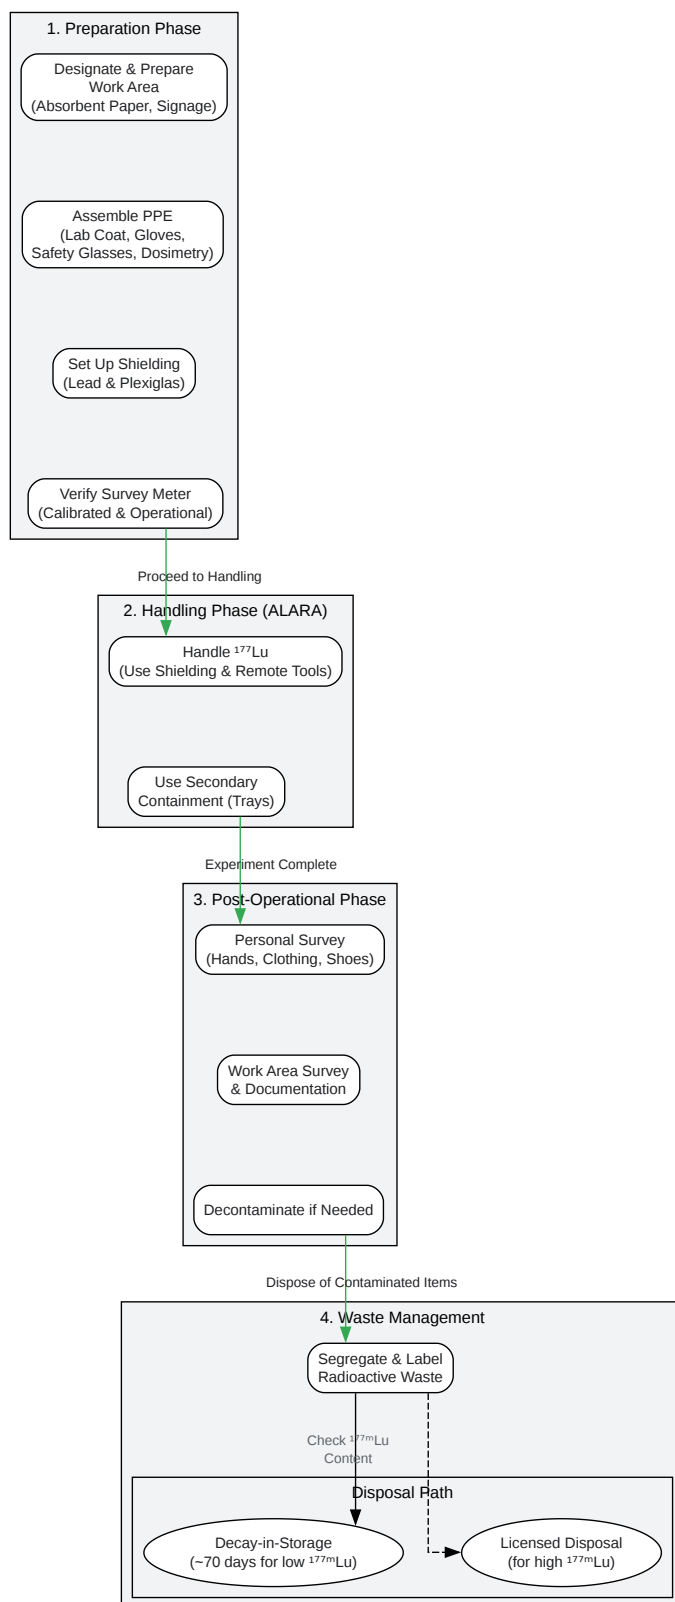 1. Preparation Phase
Designate & Prepare
Work Area
(Absorbent Paper, Signage)
Assemble PPE
(Lab Coat, Gloves,
Safety Glasses, Dosimetry)
Set Up Shielding
(Lead & Plexiglas)
Verify Survey Meter
(Calibrated & Operational)
Proceed to Handling
2. Handling Phase (ALARA)
Handle ¹⁷⁷Lu
(Use Shielding & Remote Tools)
Use Secondary
Containment (Trays)
Experiment Complete
3. Post-Operational Phase
Personal Survey
(Hands, Clothing, Shoes)
Work Area Survey
& Documentation
Decontaminate if Needed
Dispose of Contaminated Items
4. Waste Management
Segregate & Label
Radioactive Waste
Check ¹⁷⁷ᵐLu
Content
Disposal Path
Decay-in-Storage
(~70 days for low ¹⁷⁷ᵐLu)
Licensed Disposal
(for high ¹⁷⁷ᵐLu)